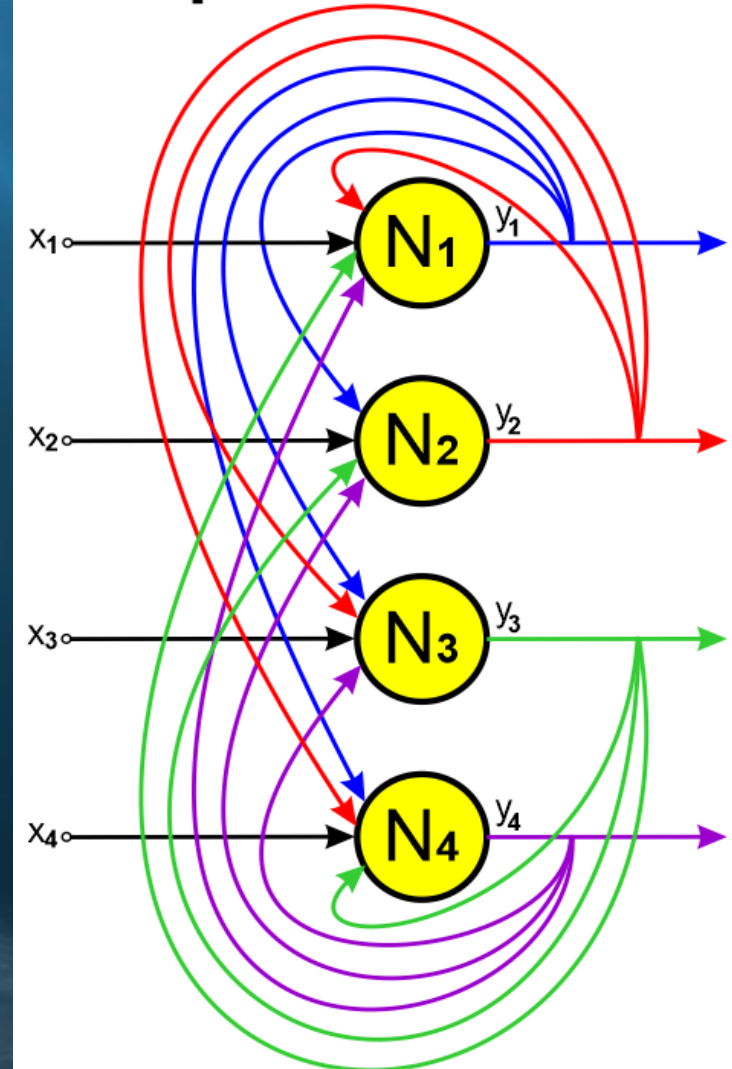 y₁
x₁ N₁
y₂
x₂ N₂
y₃
x₃ N₃
y₄
x₄ N₄